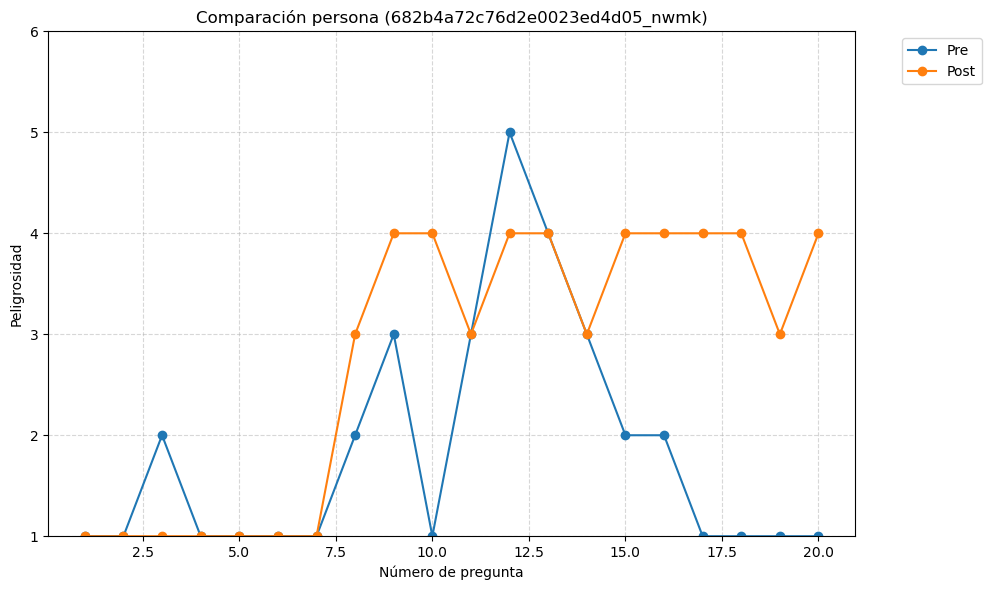 Comparación persona (682b4a72c76d2e0023ed4d05_nwmk)
Pre
Post
6
5
4
3
2
1
Peligrosidad
2.5 5.0 7.5 10.0 12.5 15.0 17.5 20.0
Número de pregunta